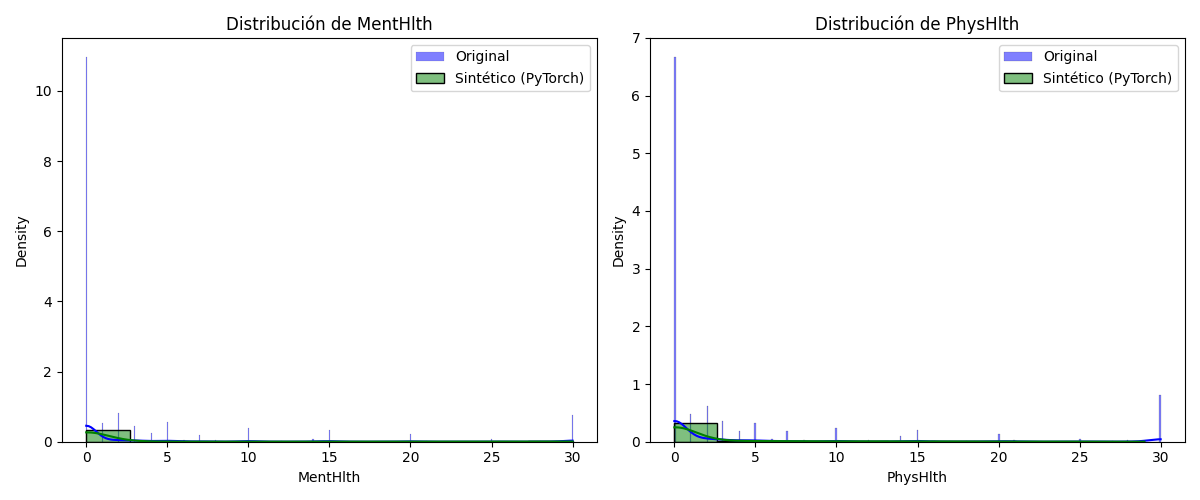 Distribución de MentHlth
Original
Sintético (PyTorch)
10
8
6
4
2
0
Density
0 5 10 15 20 25 30
MentHlth
Distribución de PhysHlth
Original
Sintético (PyTorch)
7
6
5
4
3
2
1
0
Density
0 5 10 15 20 25 30
PhysHlth